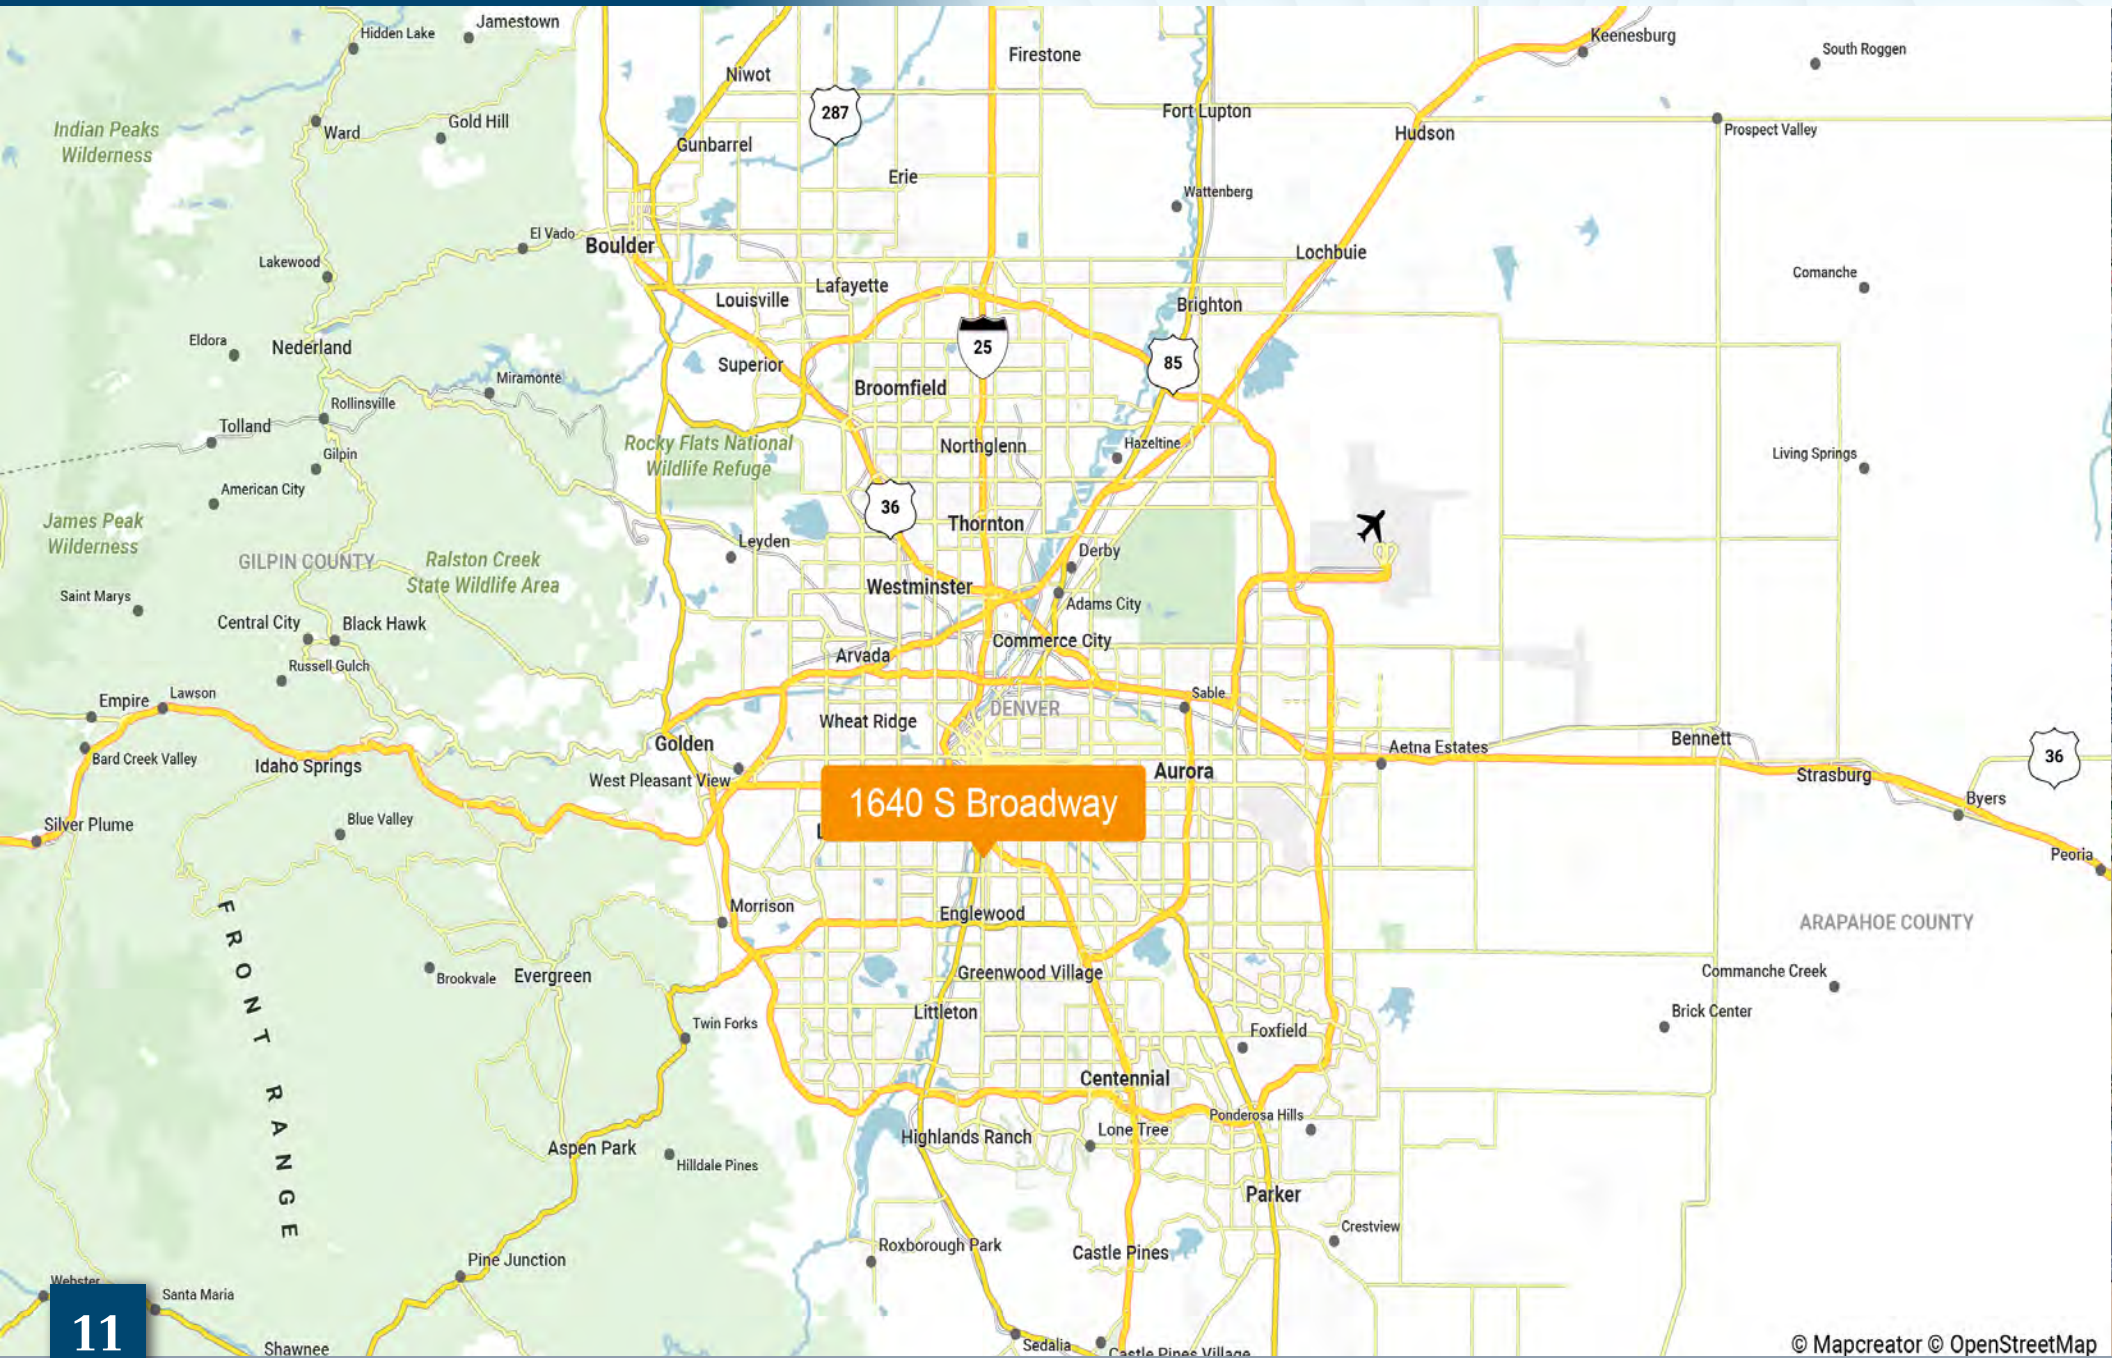 Hidden Lake
Jamestown
Firestone
Keenesburg
South Roggen
Niwot
287
Fort Lupton
Indian Peaks
Wilderness
Ward
Gold Hill
Gunbarrel
Hudson
Prospect Valley
Erie
Wattenberg
El Vado
Boulder
Lakewood
Lochbuie
Comanche
Louisville
Lafayette
Brighton
Eldora
Nederland
25
85
Superior
Miramonte
Broomfield
Rollinsville
Tolland
Gilpin
Rocky Flats National
Wildlife Refuge
Northglenn
Hazeltine
Living Springs
American City
36
James Peak
Wilderness
Thornton
Leyden
Derby
GILPIN COUNTY
Ralston Creek
State Wildlife Area
Westminster
Saint Marys
Adams City
Central City
Black Hawk
Commerce City
Arvada
Russell Gulch
Empire
Lawson
Sable
DENVER
Wheat Ridge
Golden
Bennett
Aetna Estates
36
Bard Creek Valley
Idaho Springs
West Pleasant View
Aurora
Strasburg
1640 S Broadway
Byers
Silver Plume
Blue Valley
Peoria
Morrison
Englewood
ARAPAHOE COUNTY
FRONT RANGE
Brookvale
Evergreen
Greenwood Village
Commanche Creek
Littleton
Brick Center
Twin Forks
Foxfield
Centennial
Ponderosa Hills
Highlands Ranch
Lone Tree
Aspen Park
Hilldale Pines
Parker
Crestview
Roxborough Park
Castle Pines
Pine Junction
Webster
Santa Maria
11
Shawnee
Sedalia
Castle Pines Village
© Mapcreator © OpenStreetMap